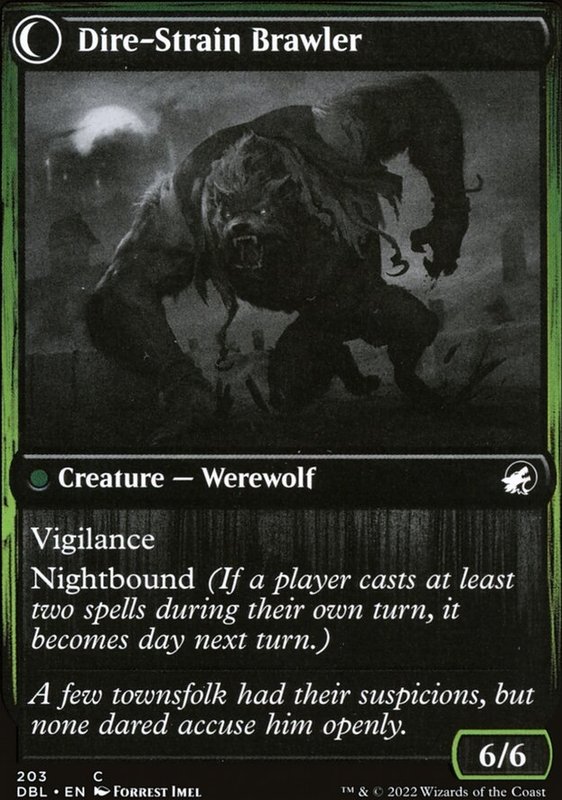 Dire-Strain Brawler
Creature — Werewolf
Vigilance
Nightbound (If a player casts at least
two spells during their own turn, it
becomes day next turn.)
A few townsfolk had their suspicions, but
none dared accuse him openly.
6/6
203 C
DBL • EN Forrest Imel
™ & © 2022 Wizards of the Coast